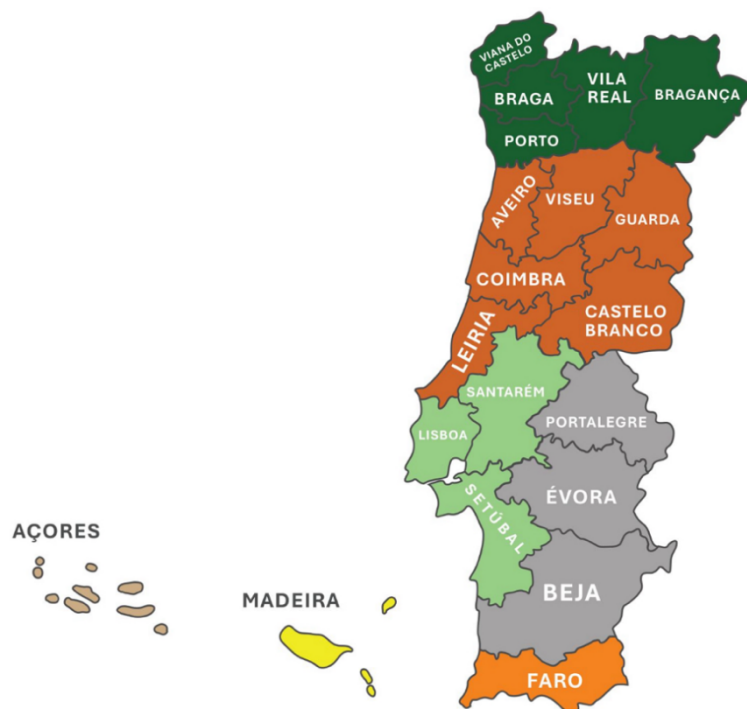 VIANA DO
CASTELO
BRAGA
VILA
REAL
BRAGANÇA
PORTO
AVEIRO
VISEU
GUARDA
COIMBRA
CASTELO
BRANCO
LEIRIA
SANTARÉM
LISBOA
PORTALEGRE
SETÚBAL
ÉVORA
AÇORES
MADEIRA
BEJA
FARO